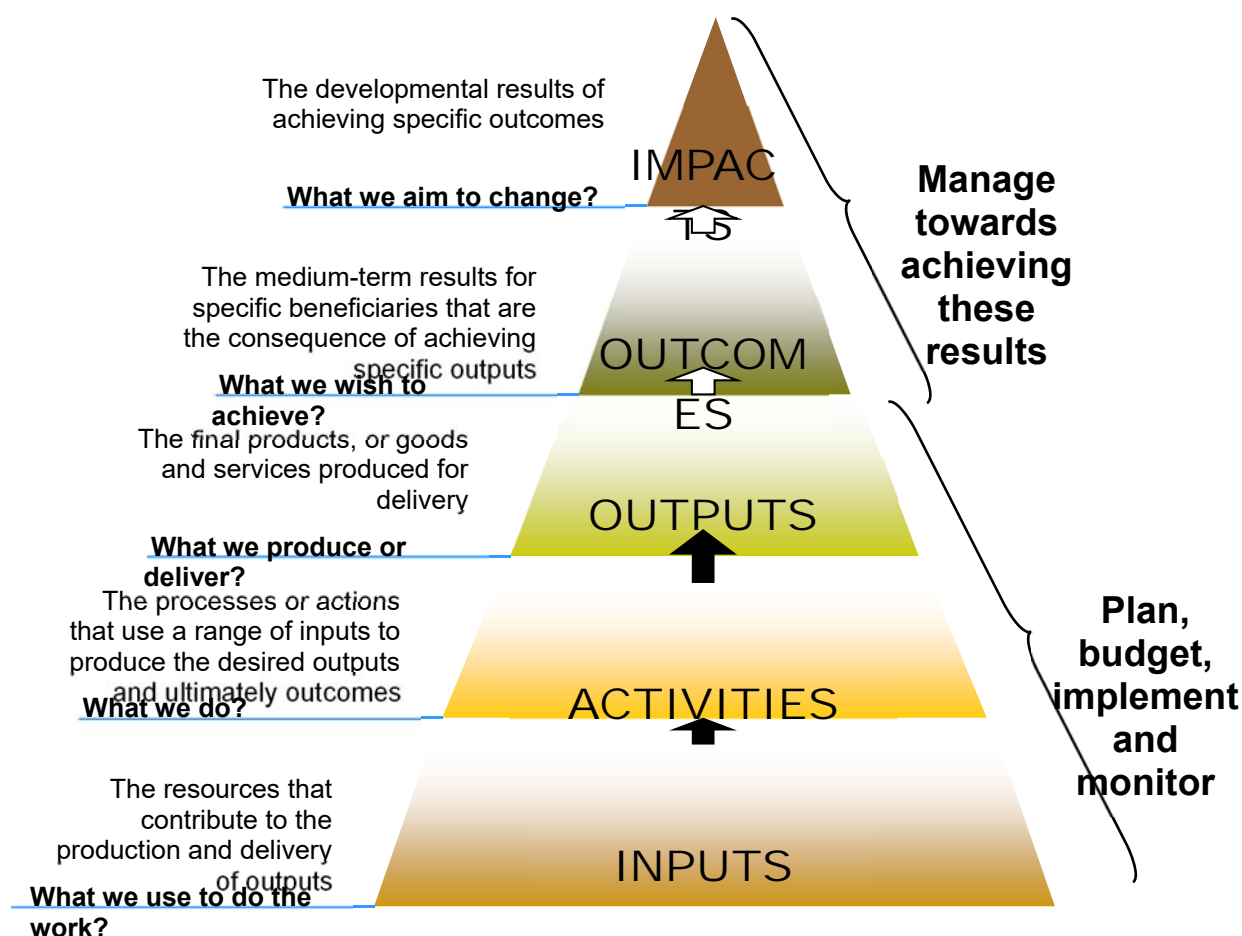 The developmental results of
achieving specific outcomes
IMPAC
TS
What we aim to change?
Manage
towards
achieving
these
results
The medium-term results for
specific beneficiaries that are
the consequence of achieving
specific outputs
OUTCOM
ES
What we wish to
achieve?
The final products, or goods
and services produced for
delivery
OUTPUTS
What we produce or
deliver?
The processes or actions
that use a range of inputs to
produce the desired outputs
and ultimately outcomes
What we do?
ACTIVITIES
Plan,
budget,
implement
and
monitor
The resources that
contribute to the
production and delivery
of outputs
INPUTS
What we use to do the
work?